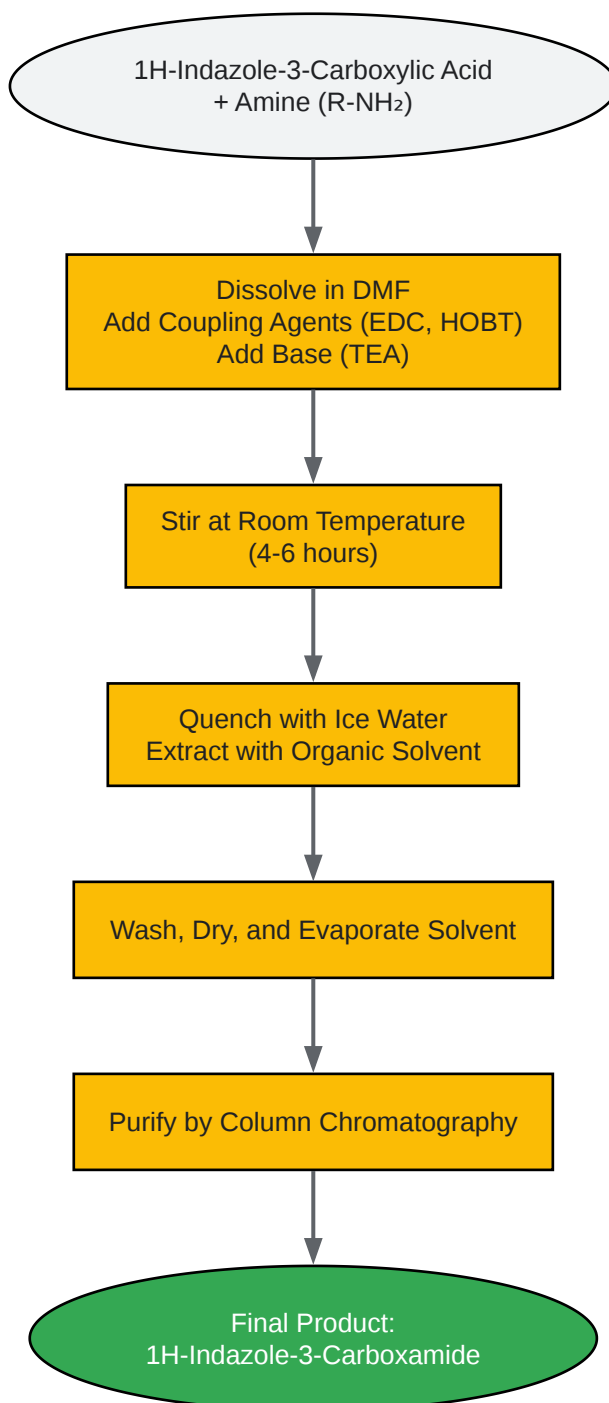 1H-Indazole-3-Carboxylic Acid
+ Amine (R-NH₂)
Dissolve in DMF
Add Coupling Agents (EDC, HOBT)
Add Base (TEA)
Stir at Room Temperature
(4-6 hours)
Quench with Ice Water
Extract with Organic Solvent
Wash, Dry, and Evaporate Solvent
Purify by Column Chromatography
Final Product:
1H-Indazole-3-Carboxamide